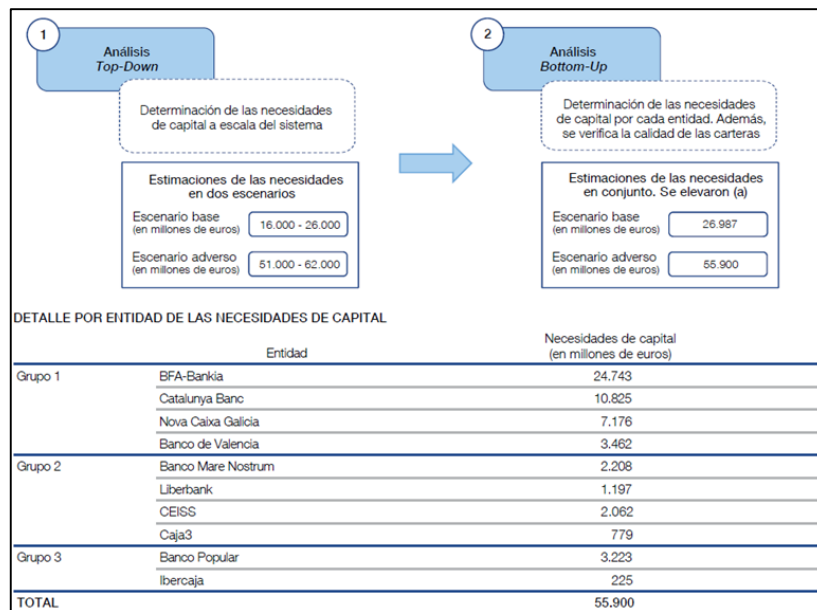 1
Análisis
Top-Down
Determinación de las necesidades
de capital a escala del sistema
Estimaciones de las necesidades
en dos escenarios
Escenario base
(en millones de euros)
16.000 - 26.000
Escenario adverso
(en millones de euros)
51.000 - 62.000
2
Análisis
Bottom-Up
Determinación de las necesidades
de capital por cada entidad. Además,
se verifica la calidad de las carteras
Estimaciones de las necesidades
en conjunto. Se elevaron (a)
Escenario base
(en millones de euros)
26.987
Escenario adverso
(en millones de euros)
55.900
DETALLE POR ENTIDAD DE LAS NECESIDADES DE CAPITAL
Entidad
Necesidades de capital
(en millones de euros)
Grupo 1 BFA-Bankia 24.743
Catalunya Banc 10.825
Nova Caixa Galicia 7.176
Banco de Valencia 3.462
Grupo 2 Banco Mare Nostrum 2.208
Liberbank 1.197
CEISS 2.062
Caja3 779
Grupo 3 Banco Popular 3.223
Ibercaja 225
TOTAL 55.900